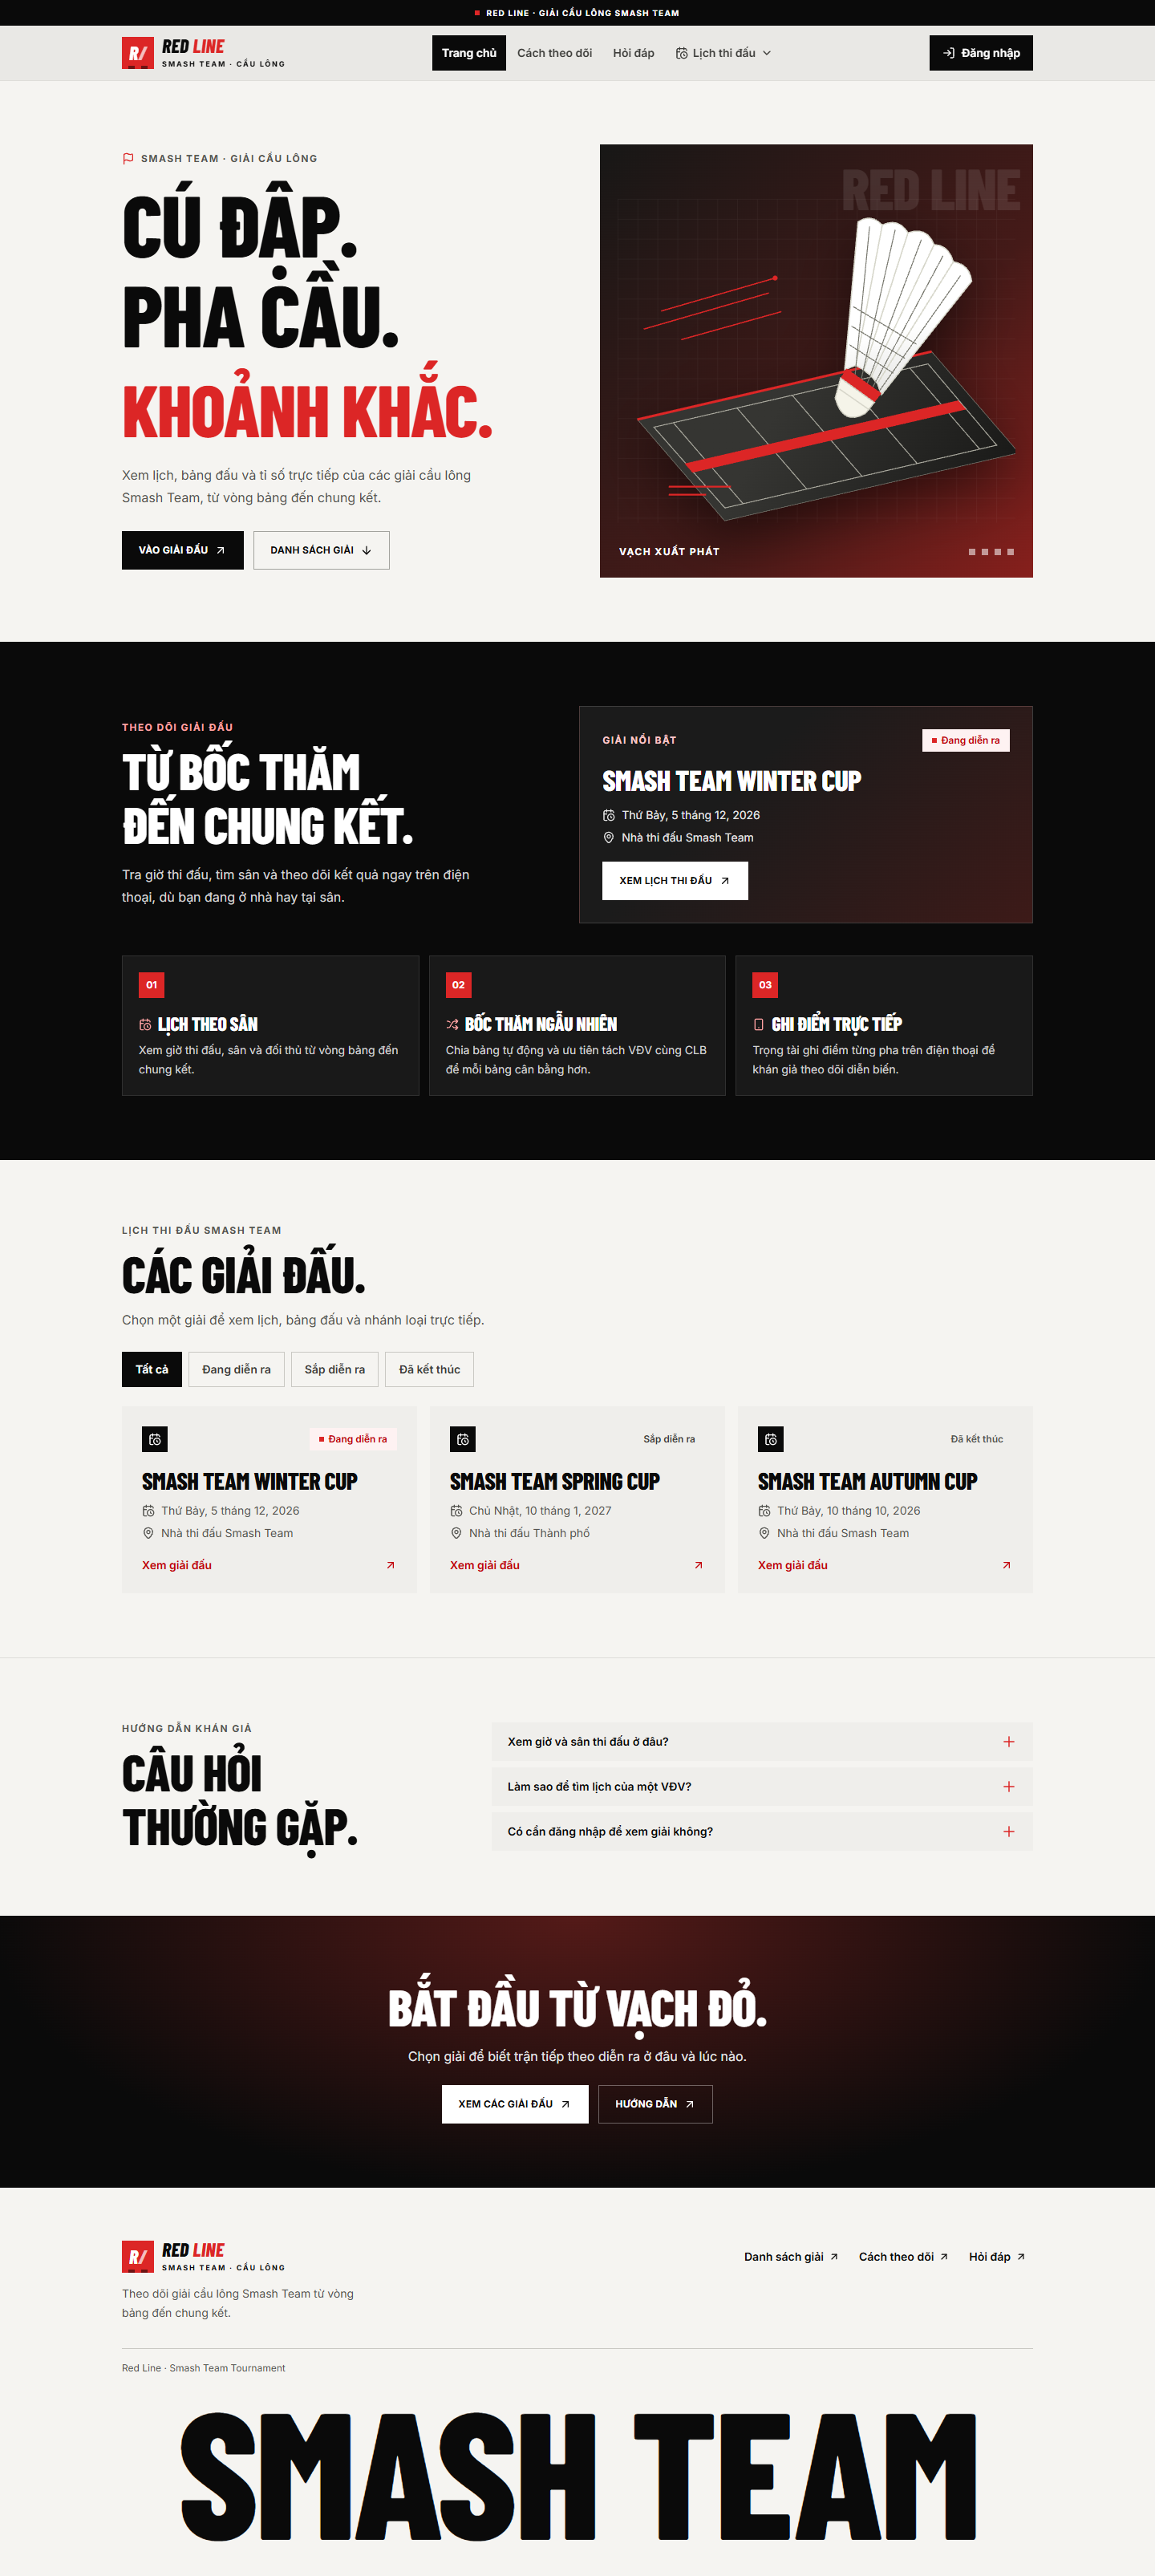 RED LINE · GIẢI CẦU LÔNG SMASH TEAM
R/
RED LINE
SMASH TEAM · CẦU LÔNG
Trang chủ
Cách theo dõi
Hỏi đáp
Lịch thi đấu
Đăng nhập
SMASH TEAM · GIẢI CẦU LÔNG
CÚ ĐẬP.
PHA CẦU.
KHOẢNH KHẮC.
Xem lịch, bảng đấu và tỉ số trực tiếp của các giải cầu lông
Smash Team, từ vòng bảng đến chung kết.
VÀO GIẢI ĐẤU
DANH SÁCH GIẢI
RED LINE
VẠCH XUẤT PHÁT
THEO DÕI GIẢI ĐẤU
TỪ BỐC THĂM
ĐẾN CHUNG KẾT.
Tra giờ thi đấu, tìm sân và theo dõi kết quả ngay trên điện
thoại, dù bạn đang ở nhà hay tại sân.
GIẢI NỔI BẬT
Đang diễn ra
SMASH TEAM WINTER CUP
Thứ Bảy, 5 tháng 12, 2026
Nhà thi đấu Smash Team
XEM LỊCH THI ĐẤU
01
LỊCH THEO SÂN
Xem giờ thi đấu, sân và đối thủ từ vòng bảng đến
chung kết.
02
BỐC THĂM NGẪU NHIÊN
Chia bảng tự động và ưu tiên tách VĐV cùng CLB
để mỗi bảng cân bằng hơn.
03
GHI ĐIỂM TRỰC TIẾP
Trọng tài ghi điểm từng pha trên điện thoại để
khán giả theo dõi diễn biến.
LỊCH THI ĐẤU SMASH TEAM
CÁC GIẢI ĐẤU.
Chọn một giải để xem lịch, bảng đấu và nhánh loại trực tiếp.
Tất cả
Đang diễn ra
Sắp diễn ra
Đã kết thúc
Đang diễn ra
SMASH TEAM WINTER CUP
Thứ Bảy, 5 tháng 12, 2026
Nhà thi đấu Smash Team
Xem giải đấu
Sắp diễn ra
SMASH TEAM SPRING CUP
Chủ Nhật, 10 tháng 1, 2027
Nhà thi đấu Thành phố
Xem giải đấu
Đã kết thúc
SMASH TEAM AUTUMN CUP
Thứ Bảy, 10 tháng 10, 2026
Nhà thi đấu Smash Team
Xem giải đấu
HƯỚNG DẪN KHÁN GIẢ
CÂU HỎI
THƯỜNG GẶP.
Xem giờ và sân thi đấu ở đâu?
Làm sao để tìm lịch của một VĐV?
Có cần đăng nhập để xem giải không?
BẮT ĐẦU TỪ VẠCH ĐỎ.
Chọn giải để biết trận tiếp theo diễn ra ở đâu và lúc nào.
XEM CÁC GIẢI ĐẤU
HƯỚNG DẪN
R/
RED LINE
SMASH TEAM · CẦU LÔNG
Theo dõi giải cầu lông Smash Team từ vòng
bảng đến chung kết.
Danh sách giải
Cách theo dõi
Hỏi đáp
Red Line · Smash Team Tournament
SMASH TEAM